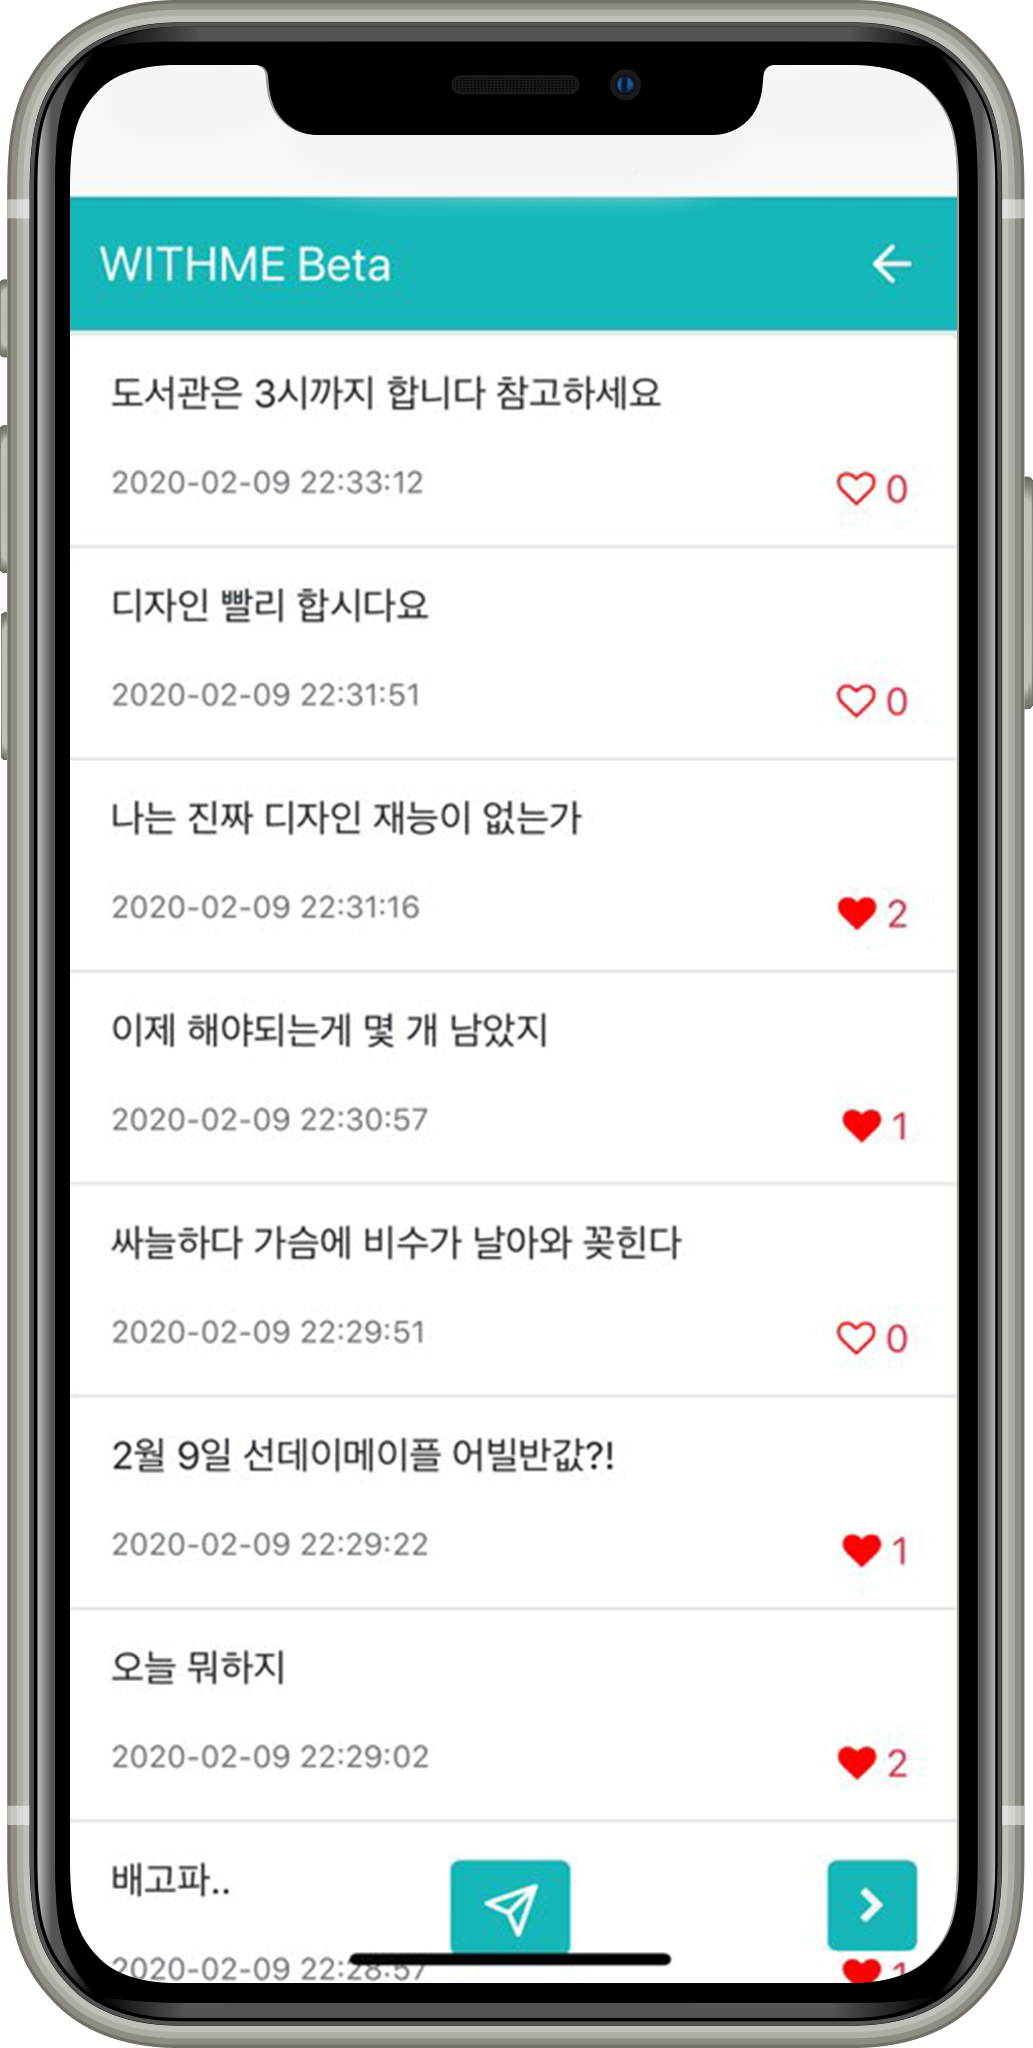 WITHME Beta
도서관은 3시까지 합니다 참고하세요
2020-02-09 22:33:12
0
디자인 빨리 합시다요
2020-02-09 22:31:51
0
나는 진짜 디자인 재능이 없는가
2020-02-09 22:31:16
2
이제 해야되는게 몇 개 남았지
2020-02-09 22:30:57
1
싸늘하다 가슴에 비수가 날아와 꽂힌다
2020-02-09 22:29:51
0
2월 9일 선데이메이플 어빌반값?!
2020-02-09 22:29:22
1
오늘 뭐하지
2020-02-09 22:29:02
2
배고파..
2020-02-09 22:28:57
1